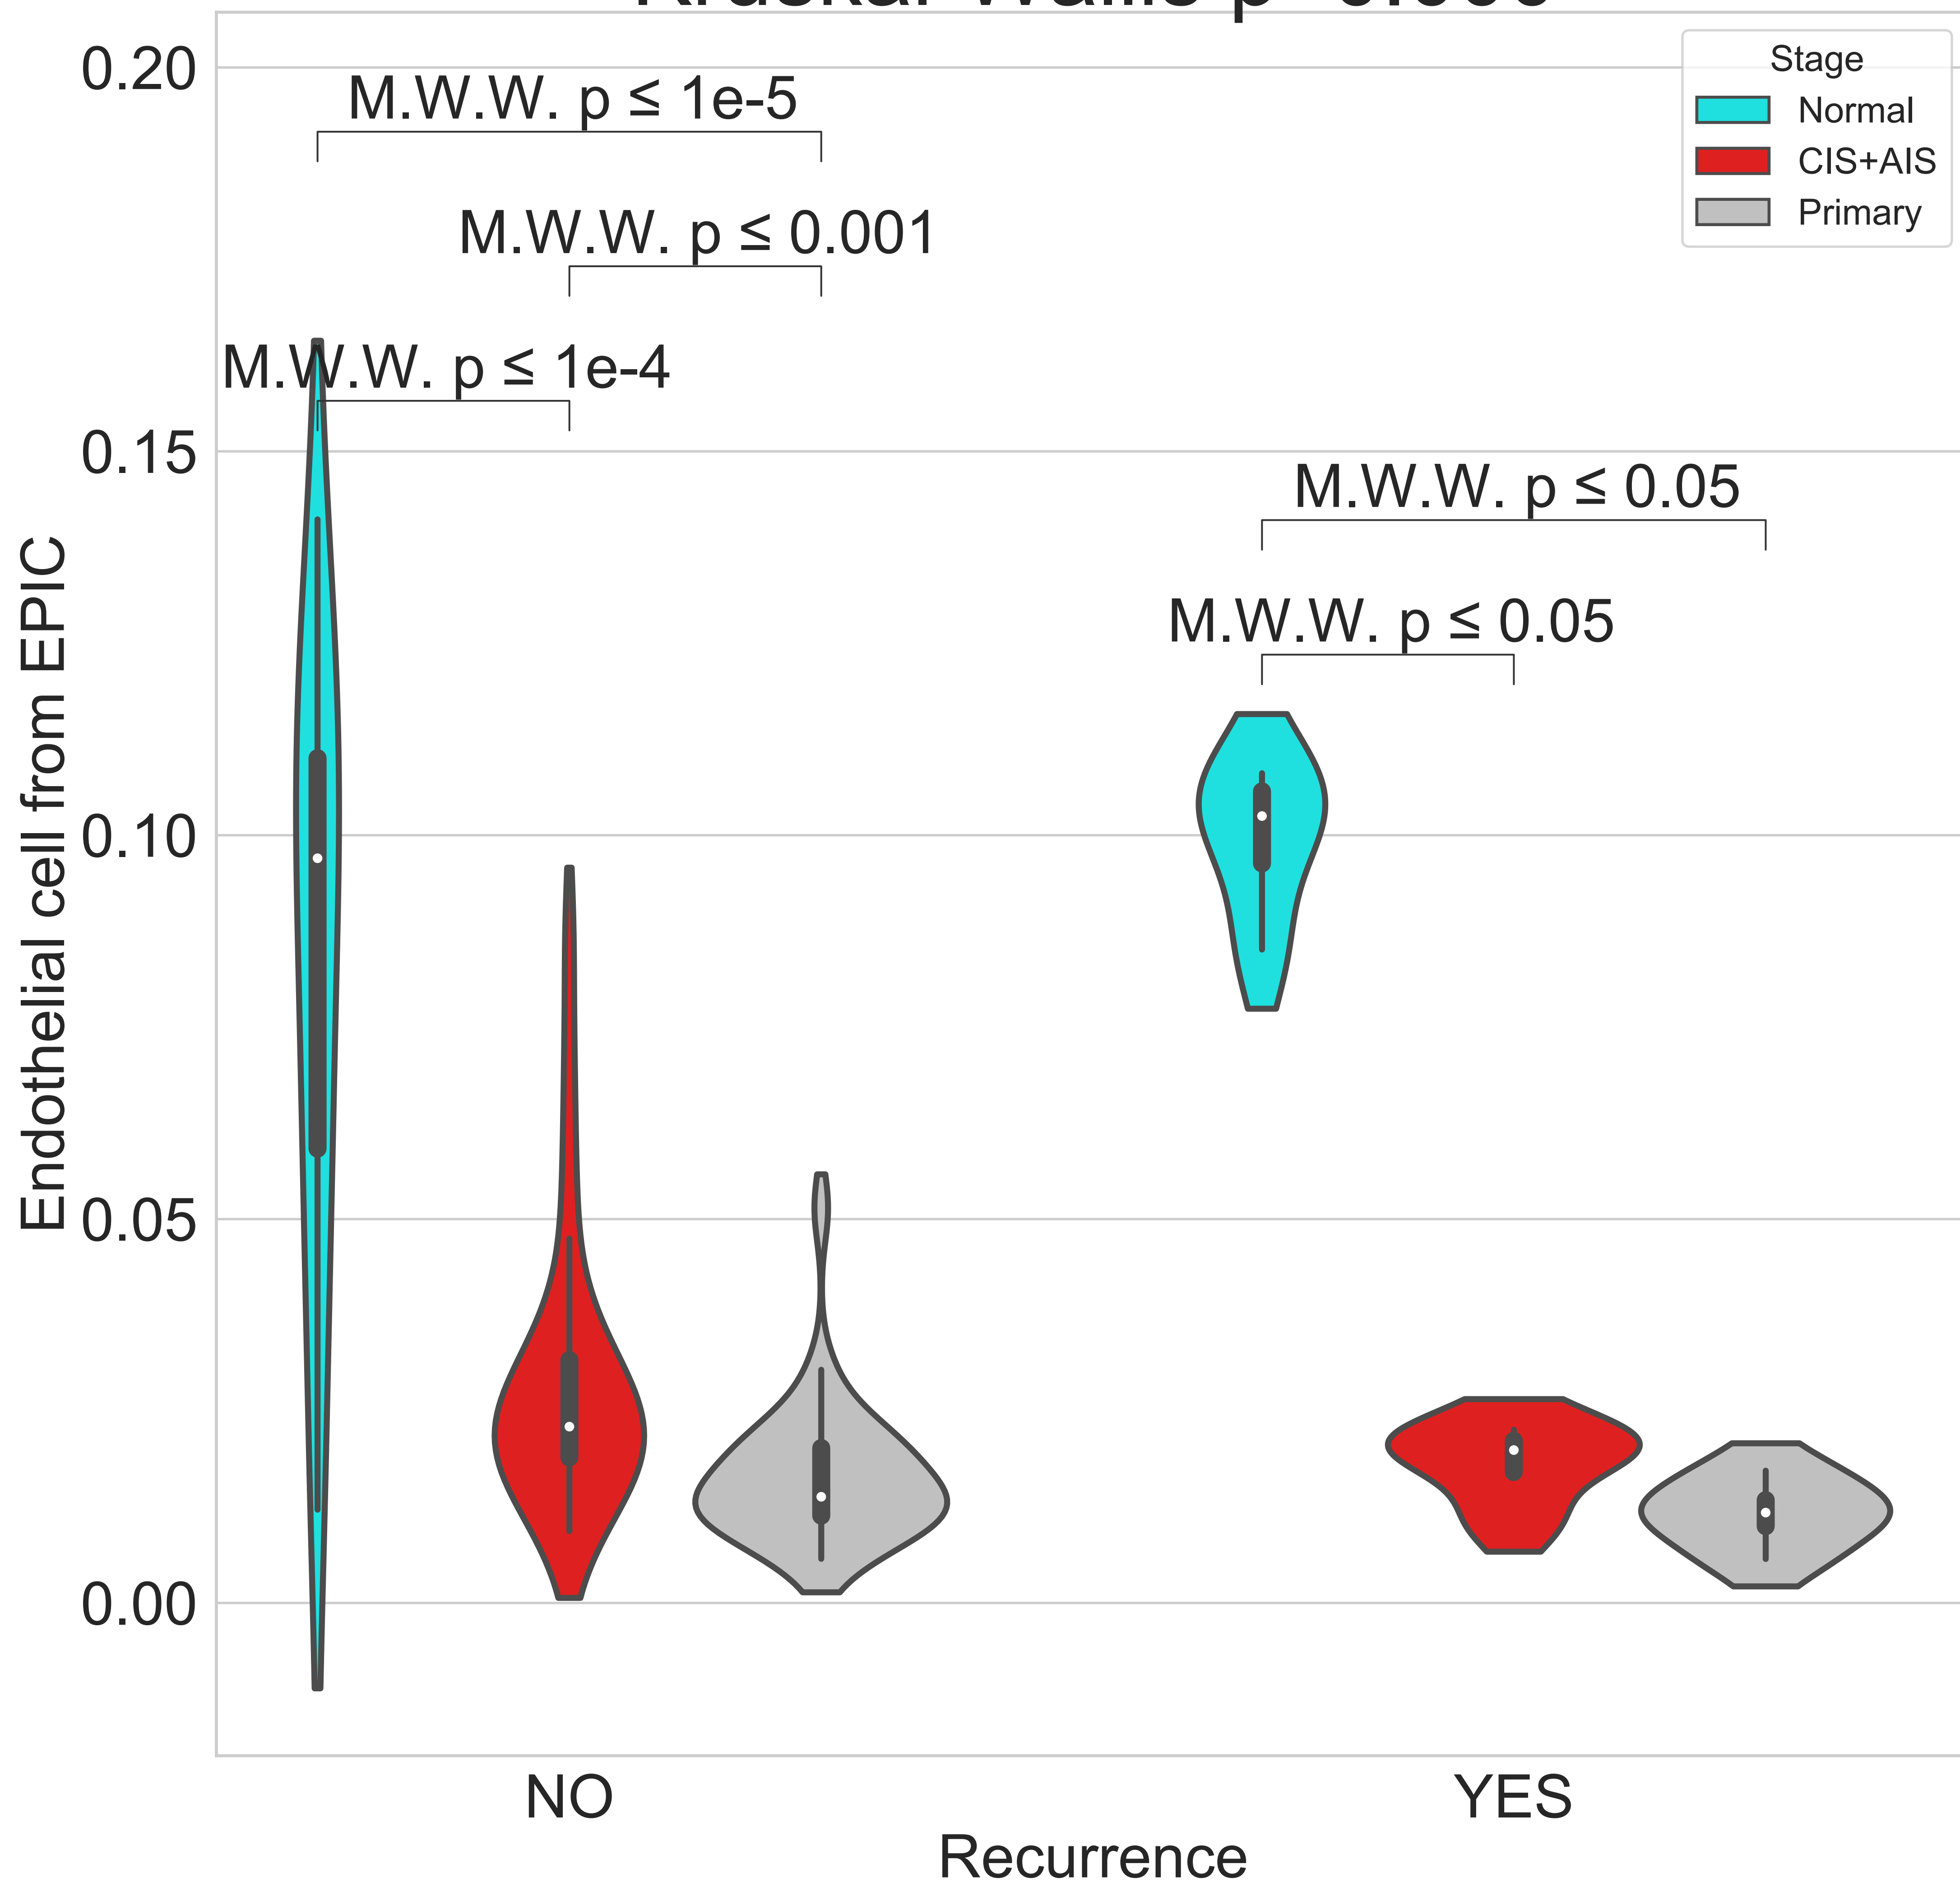 0.20
M.W.W. p ≤ 1e-5
Stage
Normal
CIS+AIS
Primary
M.W.W. p ≤ 0.001
M.W.W. p ≤ 1e-4
0.15
M.W.W. p ≤ 0.05
M.W.W. p ≤ 0.05
Endothelial cell from EPIC
0.10
0.05
0.00
NO
YES
Recurrence